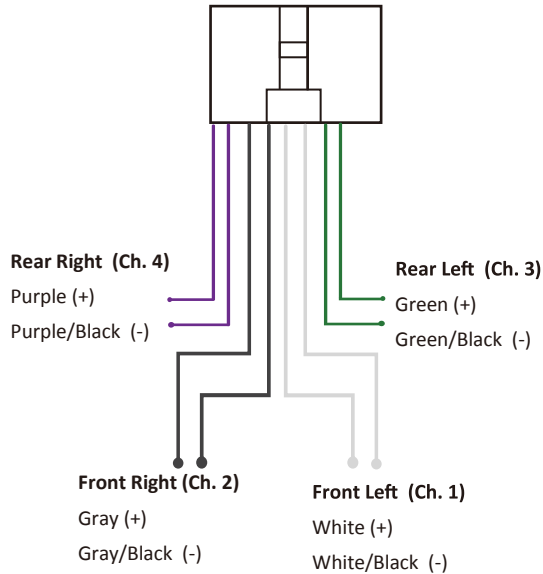 Rear Right (Ch. 4)
Purple (+)
Purple/Black (-)
Rear Left (Ch. 3)
Green (+)
Green/Black (-)
Front Right (Ch. 2)
Gray (+)
Gray/Black (-)
Front Left (Ch. 1)
White (+)
White/Black (-)